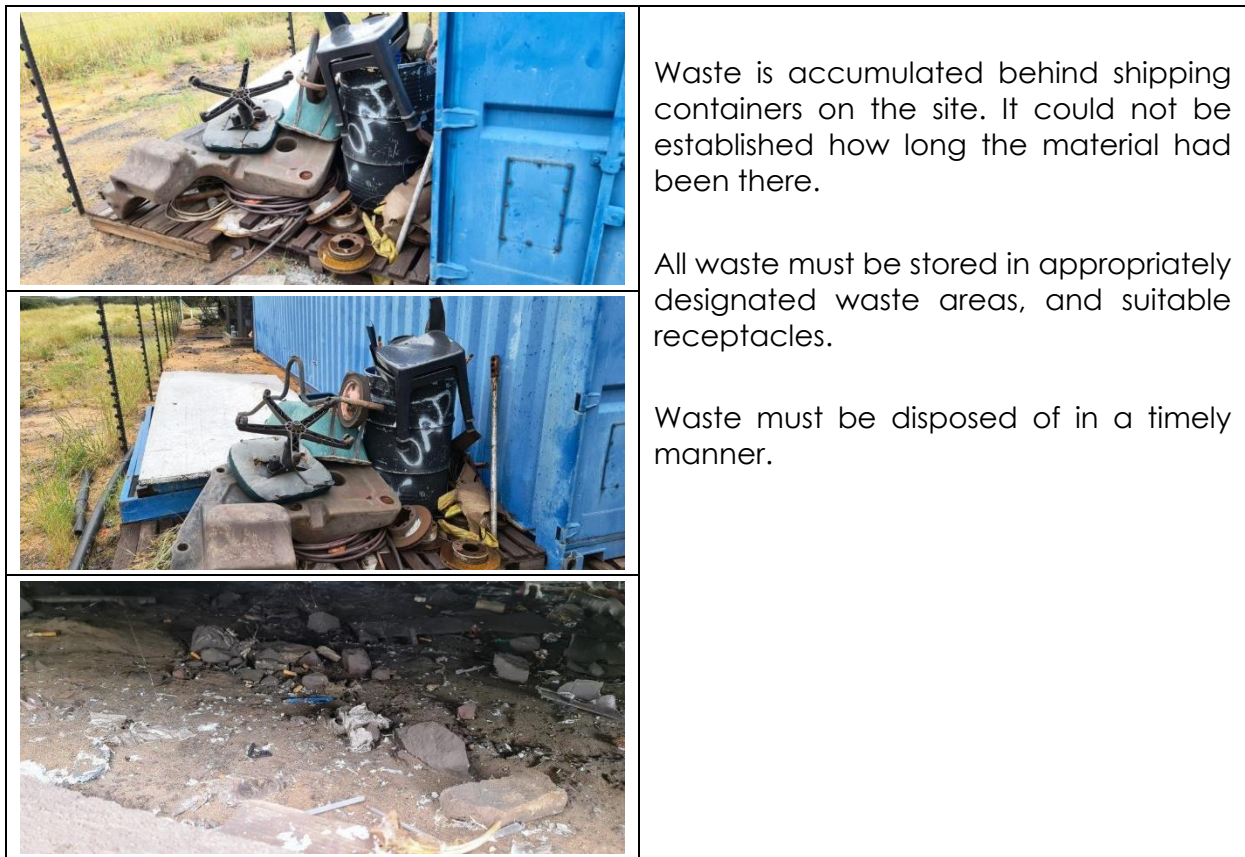 Waste is accumulated behind shipping
containers on the site. It could not be
established how long the material had
been there.
All waste must be stored in appropriately
designated waste areas, and suitable
receptacles.
Waste must be disposed of in a timely
manner.